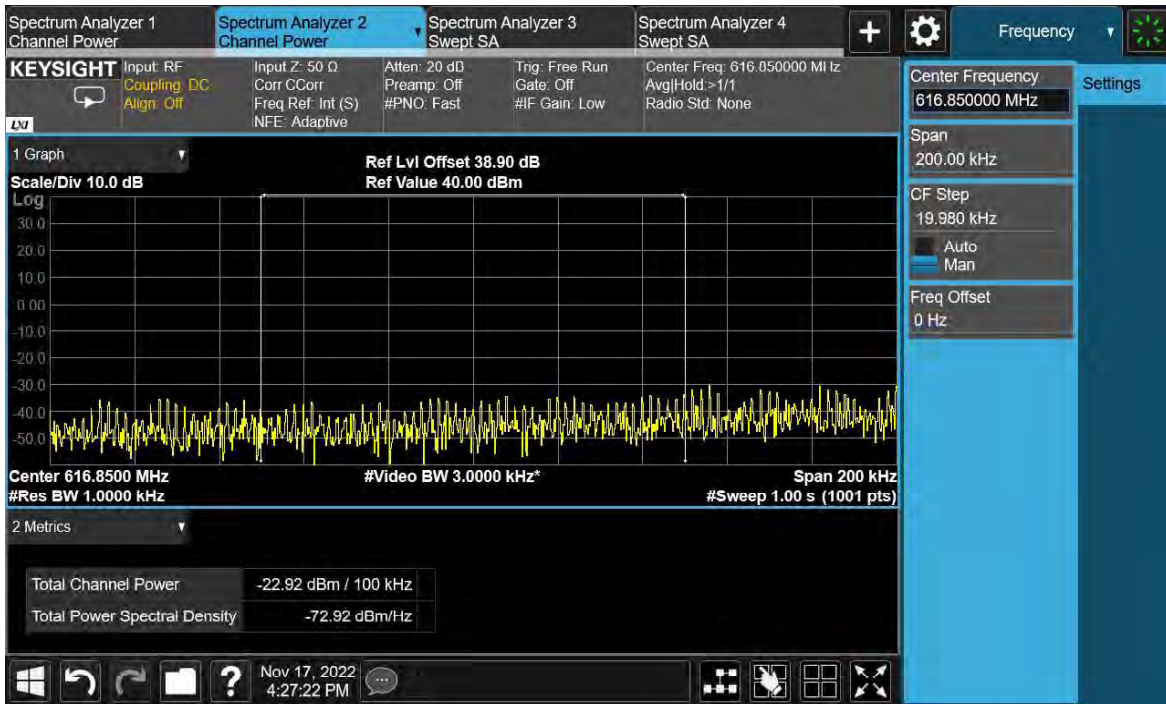 Spectrum Analyzer 1
Channel Power
Spectrum Analyzer 2
Channel Power
Spectrum Analyzer 3
Swept SA
Spectrum Analyzer 4
Swept SA
+
Frequency
KEYSIGHT
LXI
Input: RF
Coupling: DC
Align: Off
Input Z: 50 Ω
Corr CCorr
Freq Ref: Int (S)
NFE: Adaptive
Atten: 20 dB
Preamp: Off
#PNO: Fast
Trig: Free Run
Gate: Off
#IF Gain: Low
Center Freq: 616.850000 MHz
Avg|Hold:>1/1
Radio Std: None
Center Frequency
616.850000 MHz
Settings
Span
200.00 kHz
CF Step
19.980 kHz
Auto
Man
Freq Offset
0 Hz
1 Graph
Scale/Div 10.0 dB
Ref Lvl Offset 38.90 dB
Ref Value 40.00 dBm
Log
30.0
20.0
10.0
0.00
-10.0
-20.0
-30.0
-40.0
-50.0
Center 616.8500 MHz
#Res BW 1.0000 kHz
#Video BW 3.0000 kHz*
Span 200 kHz
#Sweep 1.00 s (1001 pts)
2 Metrics
Total Channel Power -22.92 dBm / 100 kHz
Total Power Spectral Density -72.92 dBm/Hz
?
Nov 17, 2022
4:27:22 PM